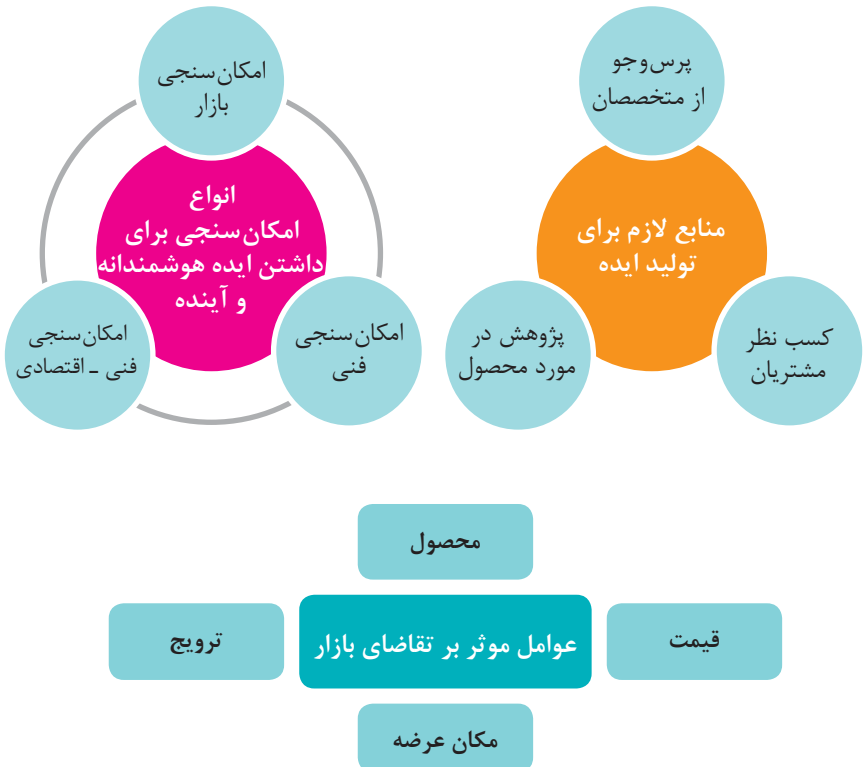 پرس‌وجو
از متخصصان
منابع لازم برای
تولید ایده
کسب نظر
مشتریان
پژوهش در
مورد محصول
امکان‌سنجی
بازار
انواع
امکان‌سنجی برای
داشتن ایده هوشمندانه
و آینده
امکان‌سنجی
فنی
امکان‌سنجی
فنی ـ اقتصادی
محصول
قیمت
عوامل موثر بر تقاضای بازار
ترویج
مکان عرضه